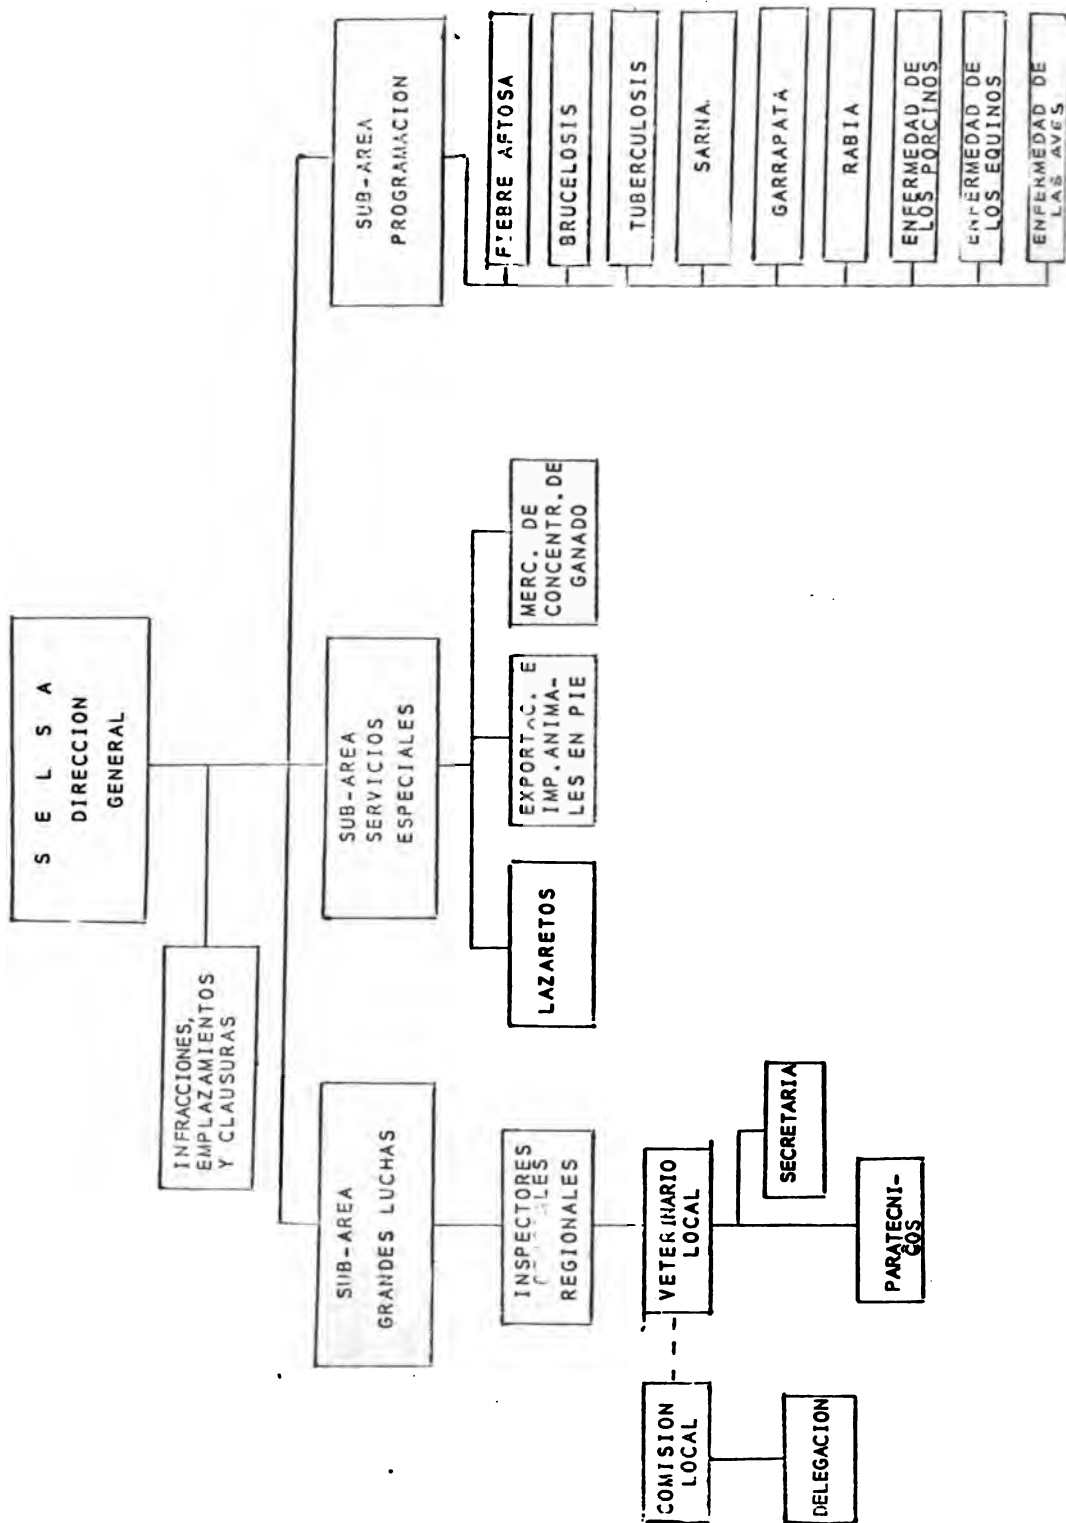 S E L S A
DIRECCION
GENERAL
INFRACCIONES,
EMPLAZAMIENTOS
Y CLAUSURAS
SUB-AREA
GRANDES LUCHAS
SUB-AREA
SERVICIOS
ESPECIALES
SUB-AREA
PROGRAMACION
INSPECTORES
REGIONALES
VETERINARIO
LOCAL
COMISION
LOCAL
SECRETARIA
PARATECNI-
COS
DELEGACION
LAZARETOS
EXPORTAC. E
IMP.ANIMA-
LES EN PIE
MERC. DE
CONCENTR.DE
GANADO
FIEBRE AFTOSA
BRUCELOSIS
TUBERCULOSIS
SARNA
GARRAPATA
RABIA
ENFERMEDAD DE
LOS PORCINOS
ENFERMEDAD DE
LOS EQUINOS
ENFERMEDAD DE
LAS AVES